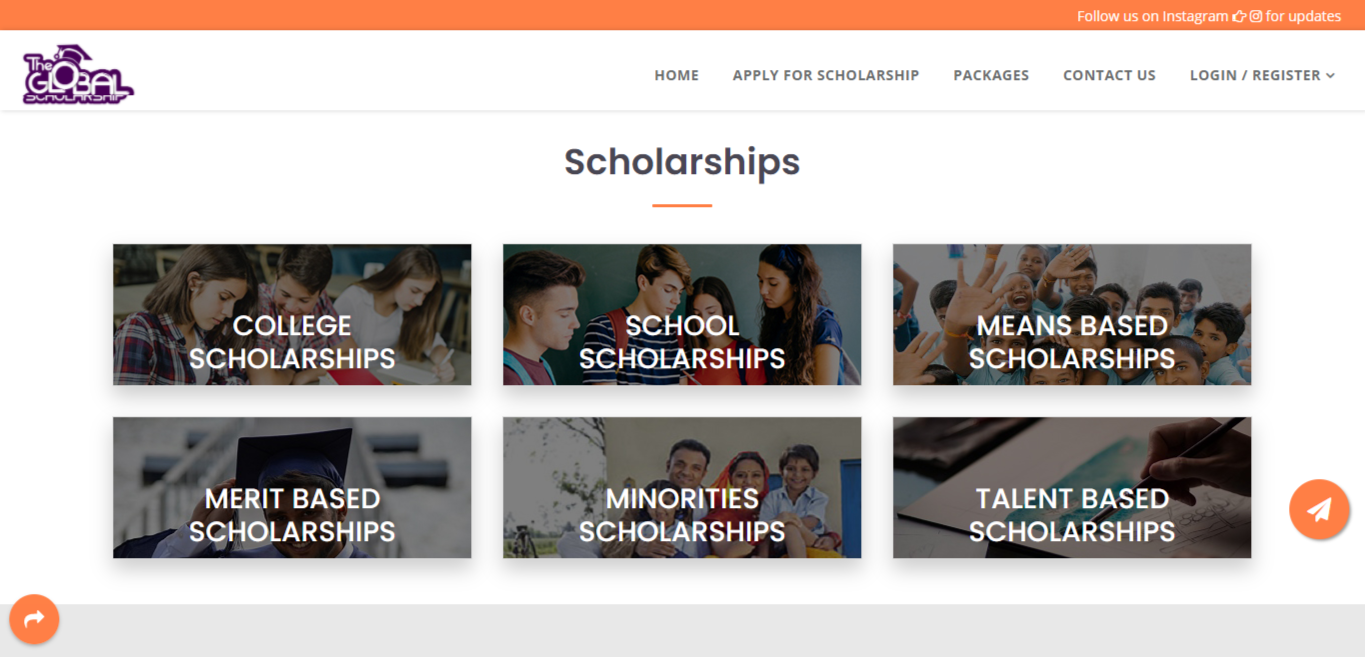 Follow us on Instagram for updates
The
GLOBAL
SCHOLARSHIP
HOME APPLY FOR SCHOLARSHIP PACKAGES CONTACT US LOGIN / REGISTER
Scholarships
COLLEGE
SCHOLARSHIPS
SCHOOL
SCHOLARSHIPS
MEANS BASED
SCHOLARSHIPS
MERIT BASED
SCHOLARSHIPS
MINORITIES
SCHOLARSHIPS
TALENT BASED
SCHOLARSHIPS